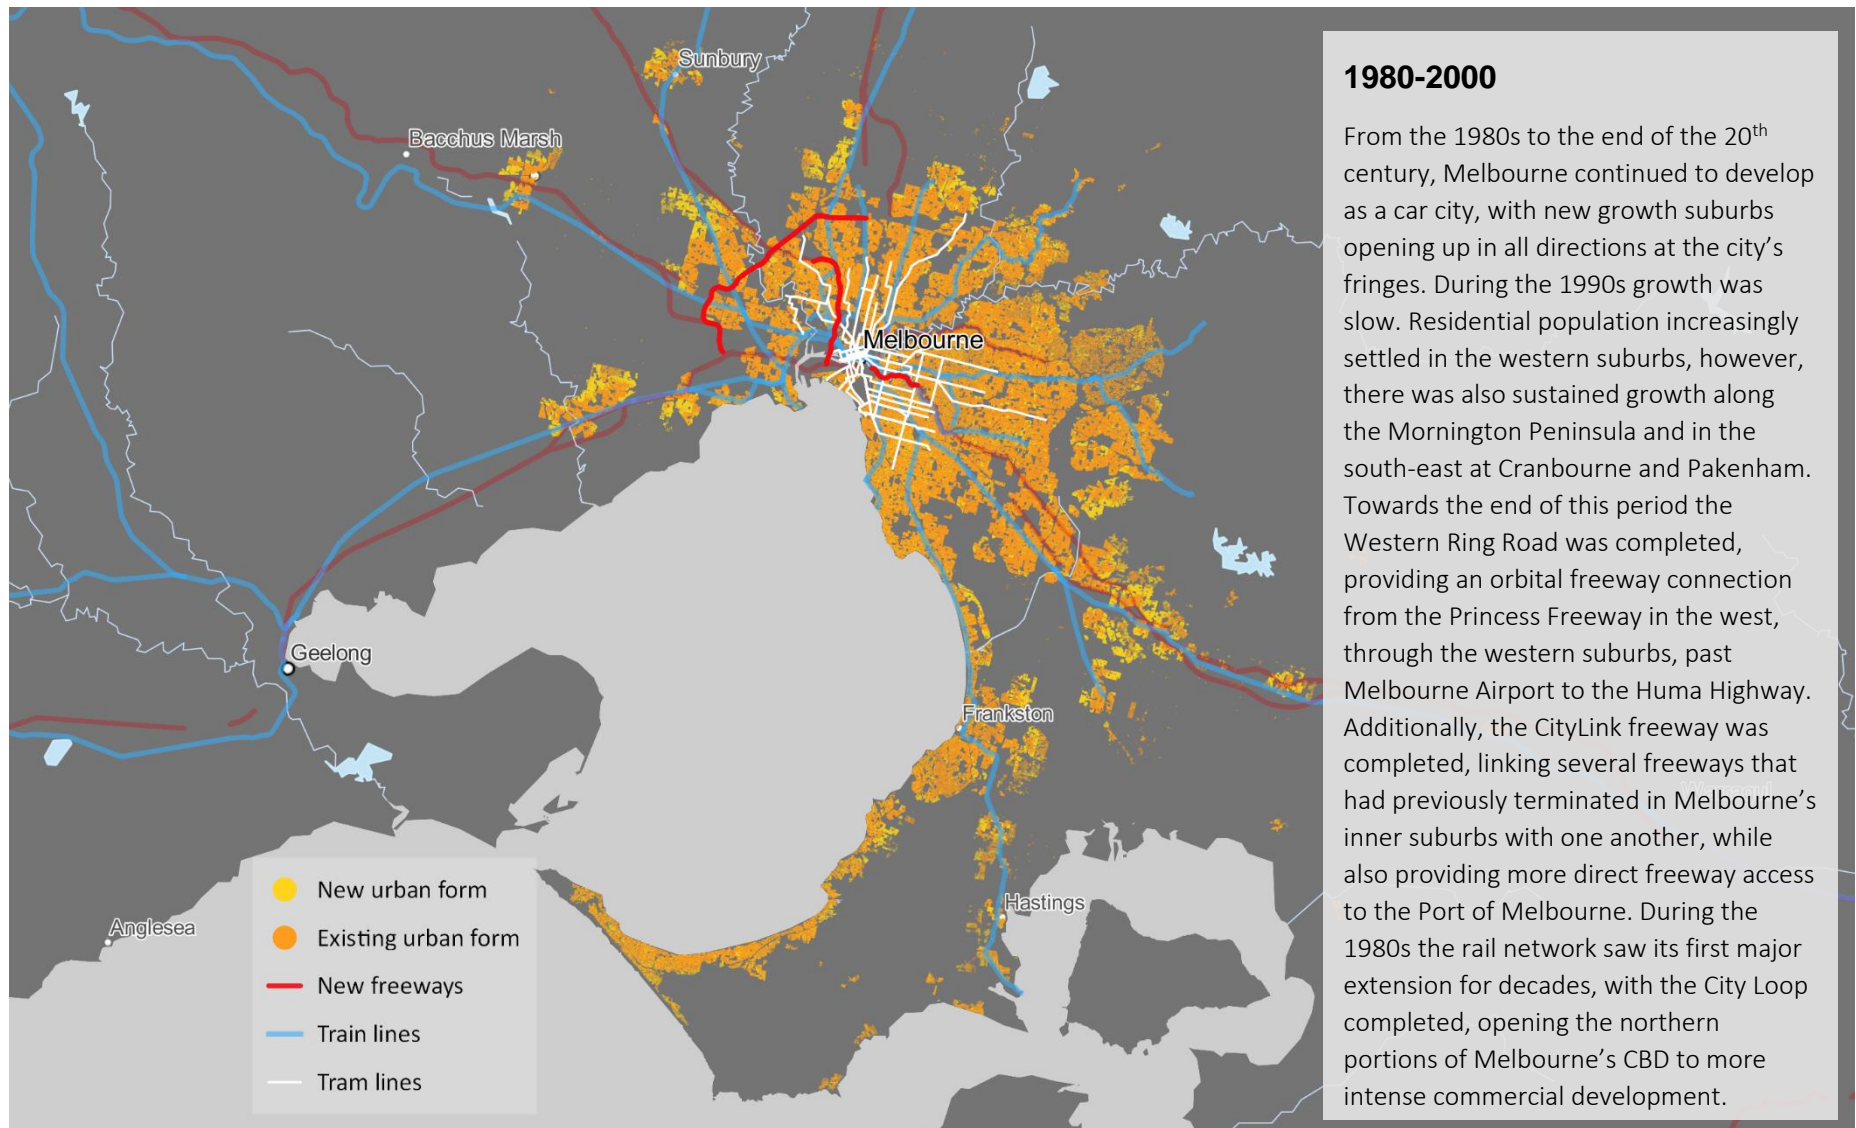 Sunbury
Bacchus Marsh
Melbourne
Geelong
Frankston
Hastings
Anglesea
New urban form
Existing urban form
New freeways
Train lines
Tram lines
1980-2000
From the 1980s to the end of the 20th
century, Melbourne continued to develop
as a car city, with new growth suburbs
opening up in all directions at the city’s
fringes. During the 1990s growth was
slow. Residential population increasingly
settled in the western suburbs, however,
there was also sustained growth along
the Mornington Peninsula and in the
south-east at Cranbourne and Pakenham.
Towards the end of this period the
Western Ring Road was completed,
providing an orbital freeway connection
from the Princess Freeway in the west,
through the western suburbs, past
Melbourne Airport to the Huma Highway.
Additionally, the CityLink freeway was
completed, linking several freeways that
had previously terminated in Melbourne’s
inner suburbs with one another, while
also providing more direct freeway access
to the Port of Melbourne. During the
1980s the rail network saw its first major
extension for decades, with the City Loop
completed, opening the northern
portions of Melbourne’s CBD to more
intense commercial development.